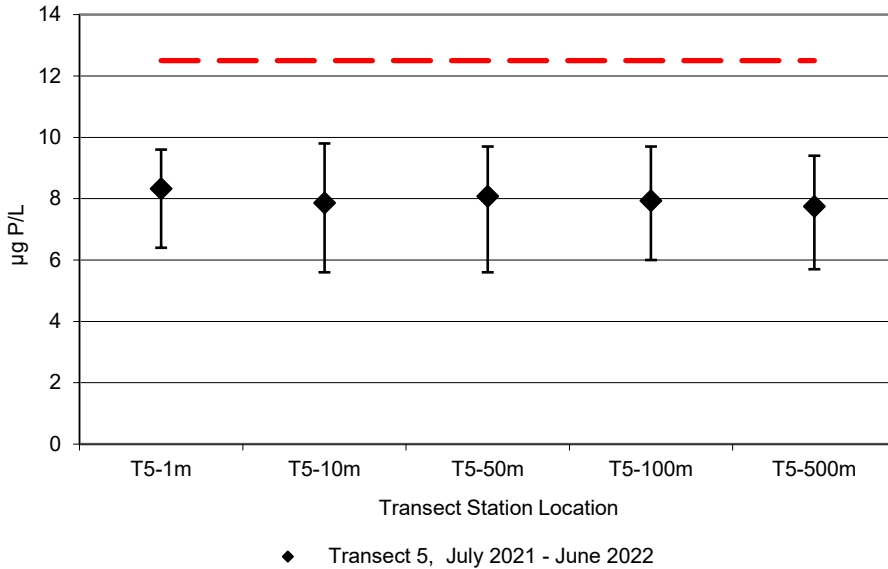 14
12
10
8
6
4
2
0
µg P/L
T5-1m T5-10m T5-50m T5-100m T5-500m
Transect Station Location
Transect 5, July 2021 - June 2022